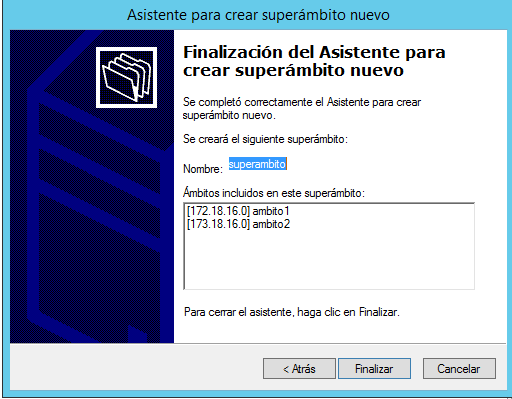 Asistente para crear superámbito nuevo
Finalización del Asistente para
crear superámbito nuevo
Se completó correctamente el Asistente para crear
superámbito nuevo.
Se creará el siguiente superámbito:
Nombre: superambito
Ámbitos incluidos en este superámbito:
[172.18.16.0] ambito1
[173.18.16.0] ambito2
Para cerrar el asistente, haga clic en Finalizar.
< Atrás Finalizar Cancelar